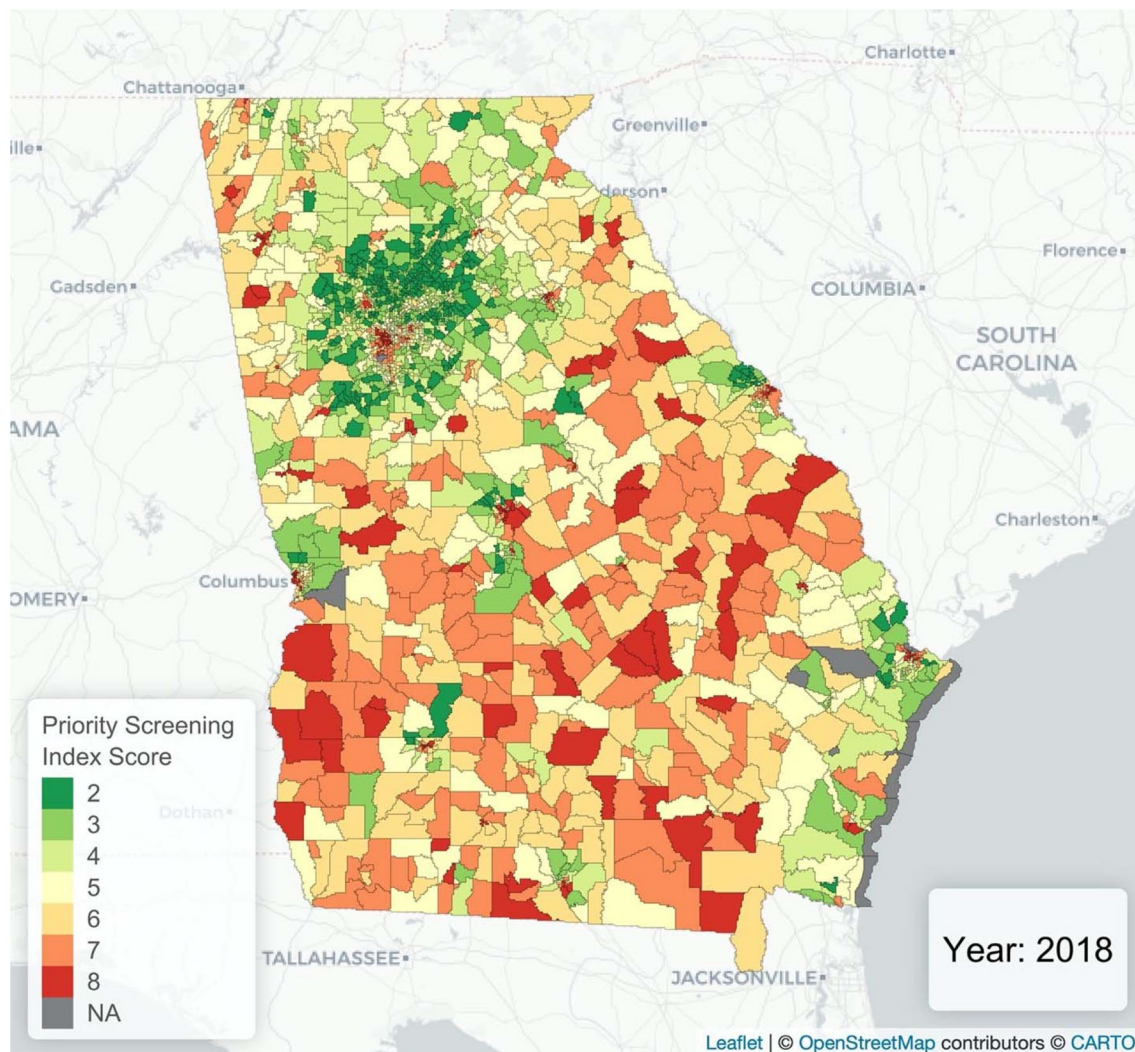 Charlotte
Chattanooga
Greenville
ille
derson
Florence
Gadsden
COLUMBIA
SOUTH
CAROLINA
AMA
Charleston
Columbus
OMERY
Priority Screening
Index Score
2
3
4
Dothan
5
6
7
8
NA
Year: 2018
TALLAHASSEE
JACKSONVILLE
Leaflet | © OpenStreetMap contributors © CARTO